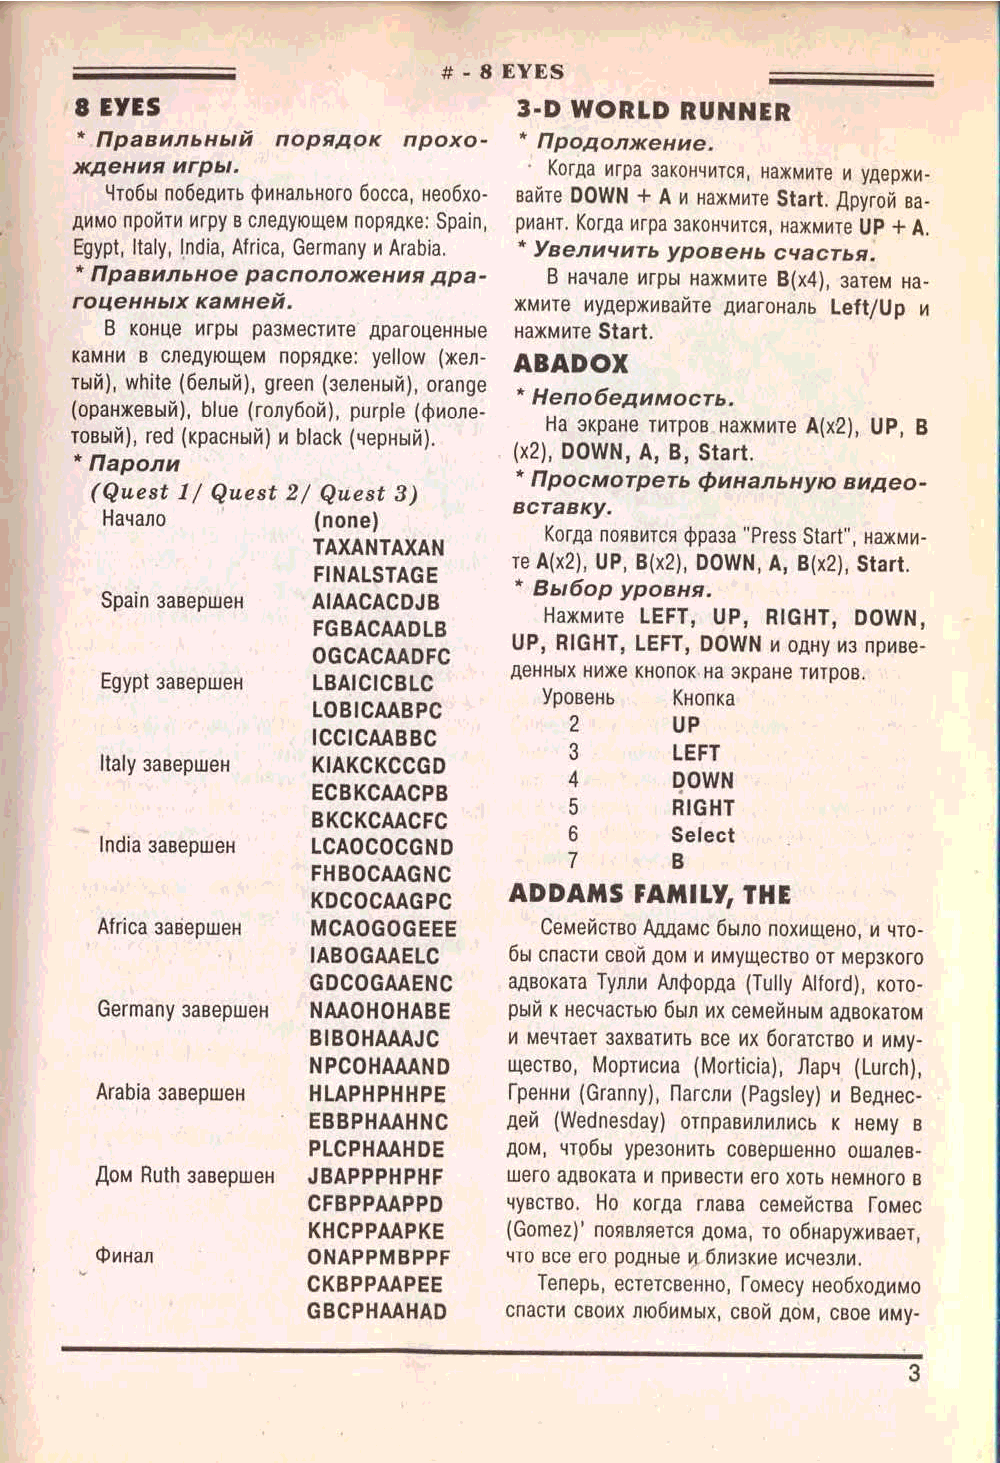 # - 8 EYES
8 EYES
* Правильный порядок прохо-
ждения игры.
Чтобы победить финального босса, необхо-
димо пройти игру в следующем порядке: Spain,
Egypt, Italy, India, Africa, Germany и Arabia.
* Правильное расположения дра-
гоценных камней.
В конце игры разместите драгоценные
камни в следующем порядке: yellow (жел-
тый), white (белый), green (зеленый), orange
(оранжевый), blue (голубой), purple (фиоле-
товый), red (красный) и black (черный).
* Пароли
(Quest 1/ Quest 2/ Quest 3)
Начало (none)
TAXANTAXAN
FINALSTAGE
Spain завершен AIAACACDJB
FGBACAADLB
OGCACAADFC
Egypt завершен LBAICICBLC
LOBICAABPC
ICCICAABBC
Italy завершен KIAKCKCCGD
ECBKCAACPB
BKCKCAACFC
India завершен LCAOCOCGND
FHBOCAAGNC
KDCOCAAGPC
Africa завершен MCAOGOGEEE
IABOGAAELC
GDCOGAAENC
Germany завершен NAAOHOHABE
BIBOHAAAJC
NPCOHAAAND
Arabia завершен HLAPHPHHPE
EBBPHAAHNC
PLCPHAAHDE
Дом Ruth завершен JBAPPPHPHF
CFBPPAAPPD
KHCPPAAPKE
Финал ONAPPMBPPF
CKBPPAAPEE
GBCPHAAHAD
3-D WORLD RUNNER
* Продолжение.
Когда игра закончится, нажмите и удержи-
вайте DOWN + A и нажмите Start. Другой ва-
риант. Когда игра закончится, нажмите UP + A.
* Увеличить уровень счастья.
В начале игры нажмите B(x4), затем на-
жмите иудерживайте диагональ Left/Up и
нажмите Start.
ABADOX
* Непобедимость.
На экране титров нажмите A(x2), UP, B
(x2), DOWN, A, B, Start.
* Просмотреть финальную видео-
вставку.
Когда появится фраза "Press Start", нажми-
те A(x2), UP, B(x2), DOWN, A, B(x2), Start.
* Выбор уровня.
Нажмите LEFT, UP, RIGHT, DOWN,
UP, RIGHT, LEFT, DOWN и одну из приве-
денных ниже кнопок на экране титров.
Уровень Кнопка
2 UP
3 LEFT
4 DOWN
5 RIGHT
6 Select
7 B
ADDAMS FAMILY, THE
Семейство Аддамс было похищено, и что-
бы спасти свой дом и имущество от мерзкого
адвоката Тулли Алфорда (Tully Alford), кото-
рый к несчастью был их семейным адвокатом
и мечтает захватить все их богатство и иму-
щество, Мортисиа (Morticia), Ларч (Lurch),
Гренни (Granny), Пагсли (Pagsley) и Веднес-
дей (Wednesday) отправилились к нему в
дом, чтобы урезонить совершенно ошалев-
шего адвоката и привести его хоть немного в
чувство. Но когда глава семейства Гомес
(Gomez)' появляется дома, то обнаруживает,
что все его родные и близкие исчезли.
Теперь, естетсвенно, Гомесу необходимо
спасти своих любимых, свой дом, свое иму-
3